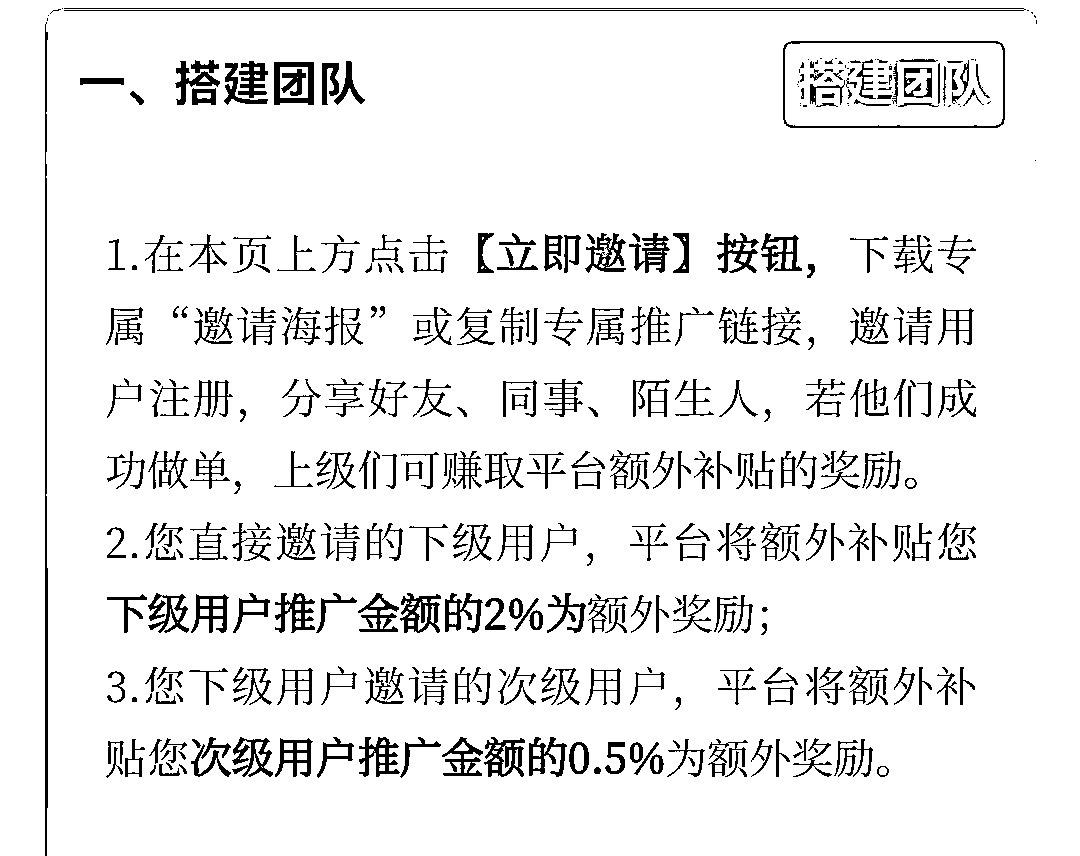 一、搭建团队
搭建团队
1.在本页上方点击【立即邀请】按钮，下载专
属“邀请海报”或复制专属推广链接，邀请用
户注册，分享好友、同事、陌生人，若他们成
功做单，上级们可赚取平台额外补贴的奖励。
2.您直接邀请的下级用户，平台将额外补贴您
下级用户推广金额的2%为额外奖励；
3.您下级用户邀请的次级用户，平台将额外补
贴您次级用户推广金额的0.5%为额外奖励。